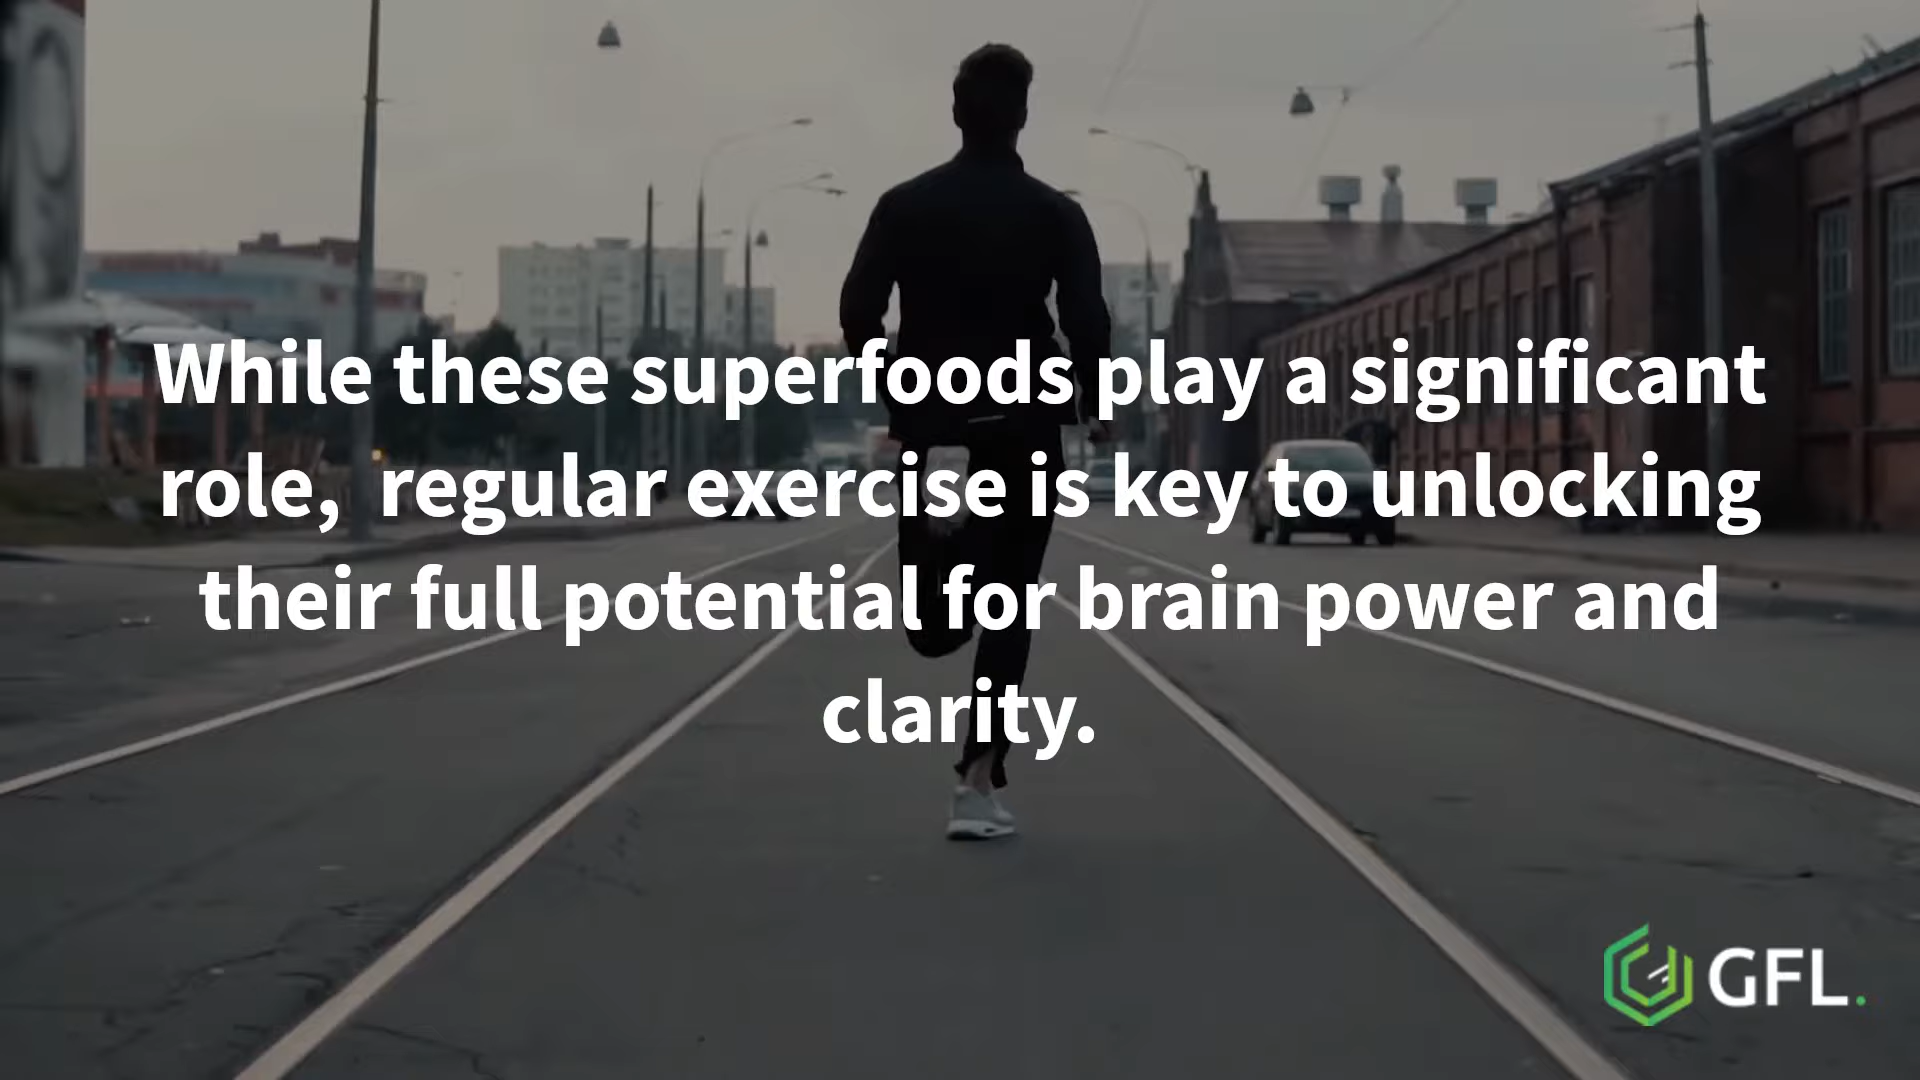 While these superfoods play a significant
role,  regular exercise is key to unlocking
their full potential for brain power and
clarity.
GFL.